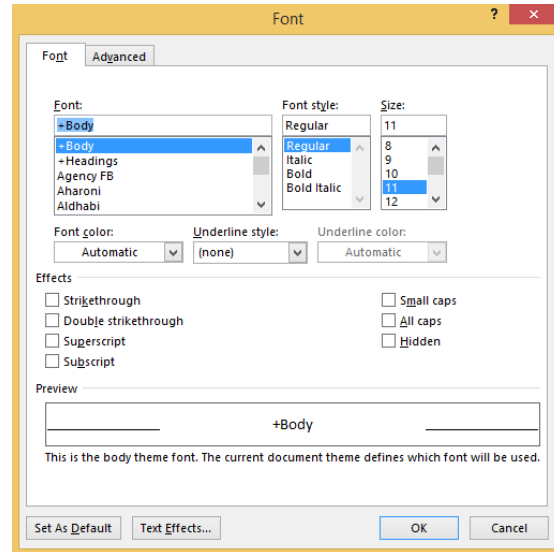 Font ?
Font Advanced
Font: Font style: Size:
+Body Regular 11
+Body Regular 8
+Headings Italic 9
Agency FB Bold 10
Aharoni Bold Italic 11
Aldhabi 12
Font color: Underline style: Underline color:
Automatic (none) Automatic
Effects
Strikethrough Small caps
Double strikethrough All caps
Superscript Hidden
Subscript
Preview
+Body
This is the body theme font. The current document theme defines which font will be used.
Set As Default Text Effects... OK Cancel